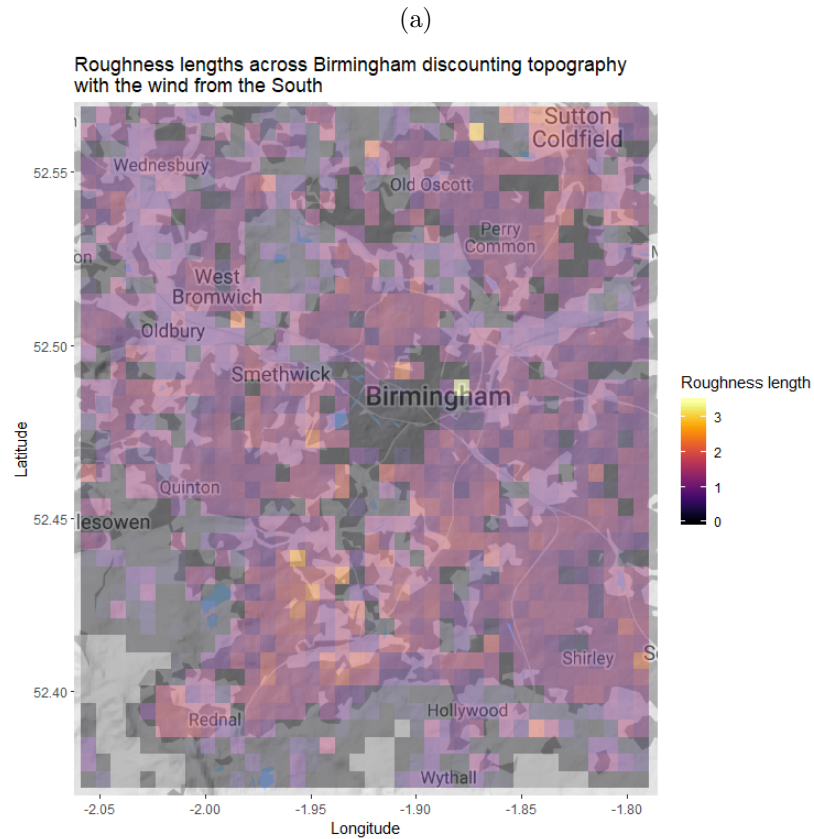 (a)
Roughness lengths across Birmingham discounting topography
with the wind from the South
Sutton
Coldfield
Wednesbury
Old Oscott
Perry
Common
on
West
Bromwich
Oldbury
Smethwick
Birmingham
Quinton
lesowen
Shirley
Rednal
Hollywood
Wythall
52.55
52.50
52.45
52.40
Latitude
-2.05 -2.00 -1.95 -1.90 -1.85 -1.80
Longitude
Roughness length
3
2
1
0